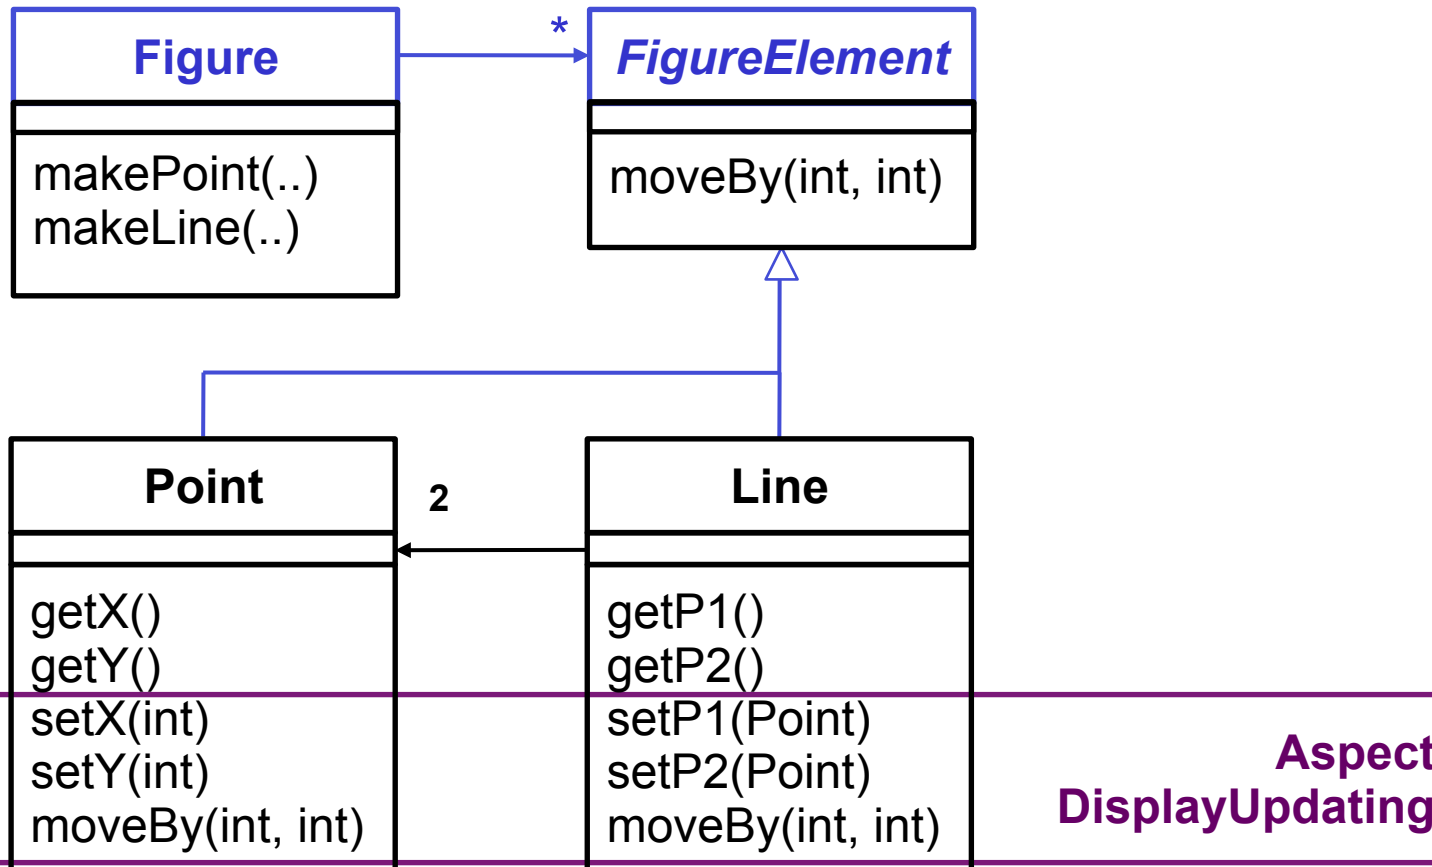 Figure
*
FigureElement
makePoint(..)
makeLine(..)
moveBy(int, int)
Point
2
Line
getX()
getY()
setX(int)
setY(int)
moveBy(int, int)
getP1()
getP2()
setP1(Point)
setP2(Point)
moveBy(int, int)
Aspect
DisplayUpdating